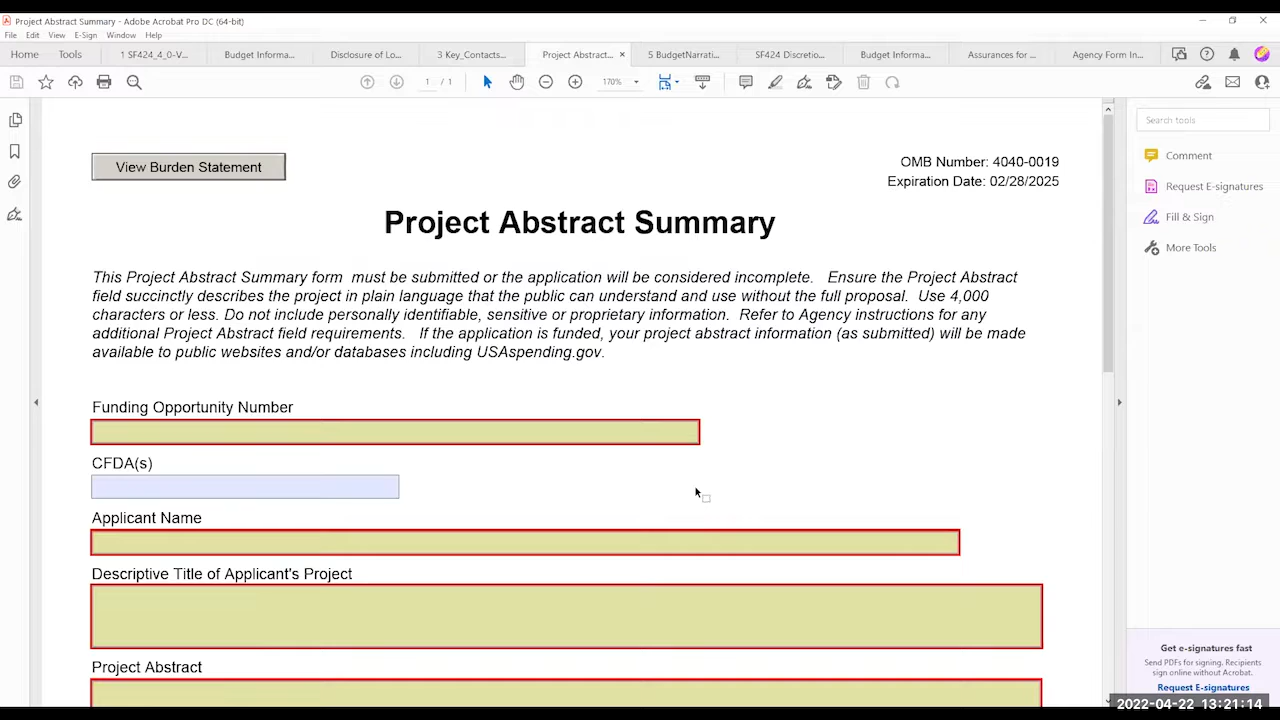 Project Abstract Summary - Adobe Acrobat Pro DC (64-bit)
File Edit View E-Sign Window Help
Home Tools 1 SF424_4_0-V... Budget Informa... Disclosure of Lo... 3 Key_Contacts... Project Abstract... × 5 BudgetNarrati... SF424 Discretio... Budget Informa... Assurances for ... Agency Form In...
1 / 1 170%
Search tools
Comment
Request E-signatures
Fill & Sign
More Tools
View Burden Statement
OMB Number: 4040-0019
Expiration Date: 02/28/2025
Project Abstract Summary
This Project Abstract Summary form must be submitted or the application will be considered incomplete. Ensure the Project Abstract
field succinctly describes the project in plain language that the public can understand and use without the full proposal. Use 4,000
characters or less. Do not include personally identifiable, sensitive or proprietary information. Refer to Agency instructions for any
additional Project Abstract field requirements. If the application is funded, your project abstract information (as submitted) will be made
available to public websites and/or databases including USAspending.gov.
Funding Opportunity Number
CFDA(s)
Applicant Name
Descriptive Title of Applicant's Project
Project Abstract
Get e-signatures fast
Send PDFs for signing. Recipients
sign online without Acrobat.
Request E-signatures
2022-04-22 13:21:14